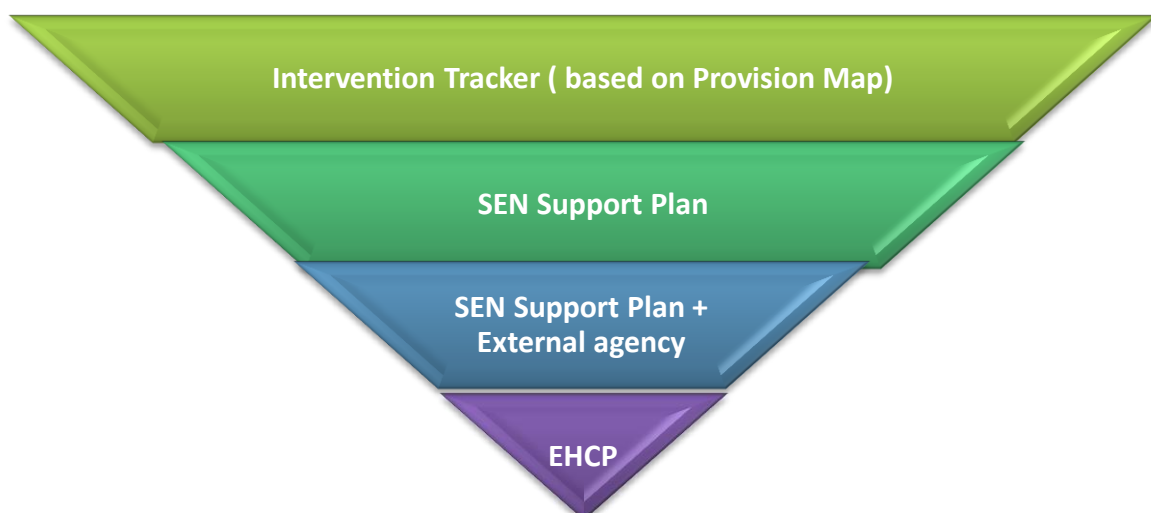 Intervention Tracker ( based on Provision Map)
SEN Support Plan
SEN Support Plan +
External agency
EHCP